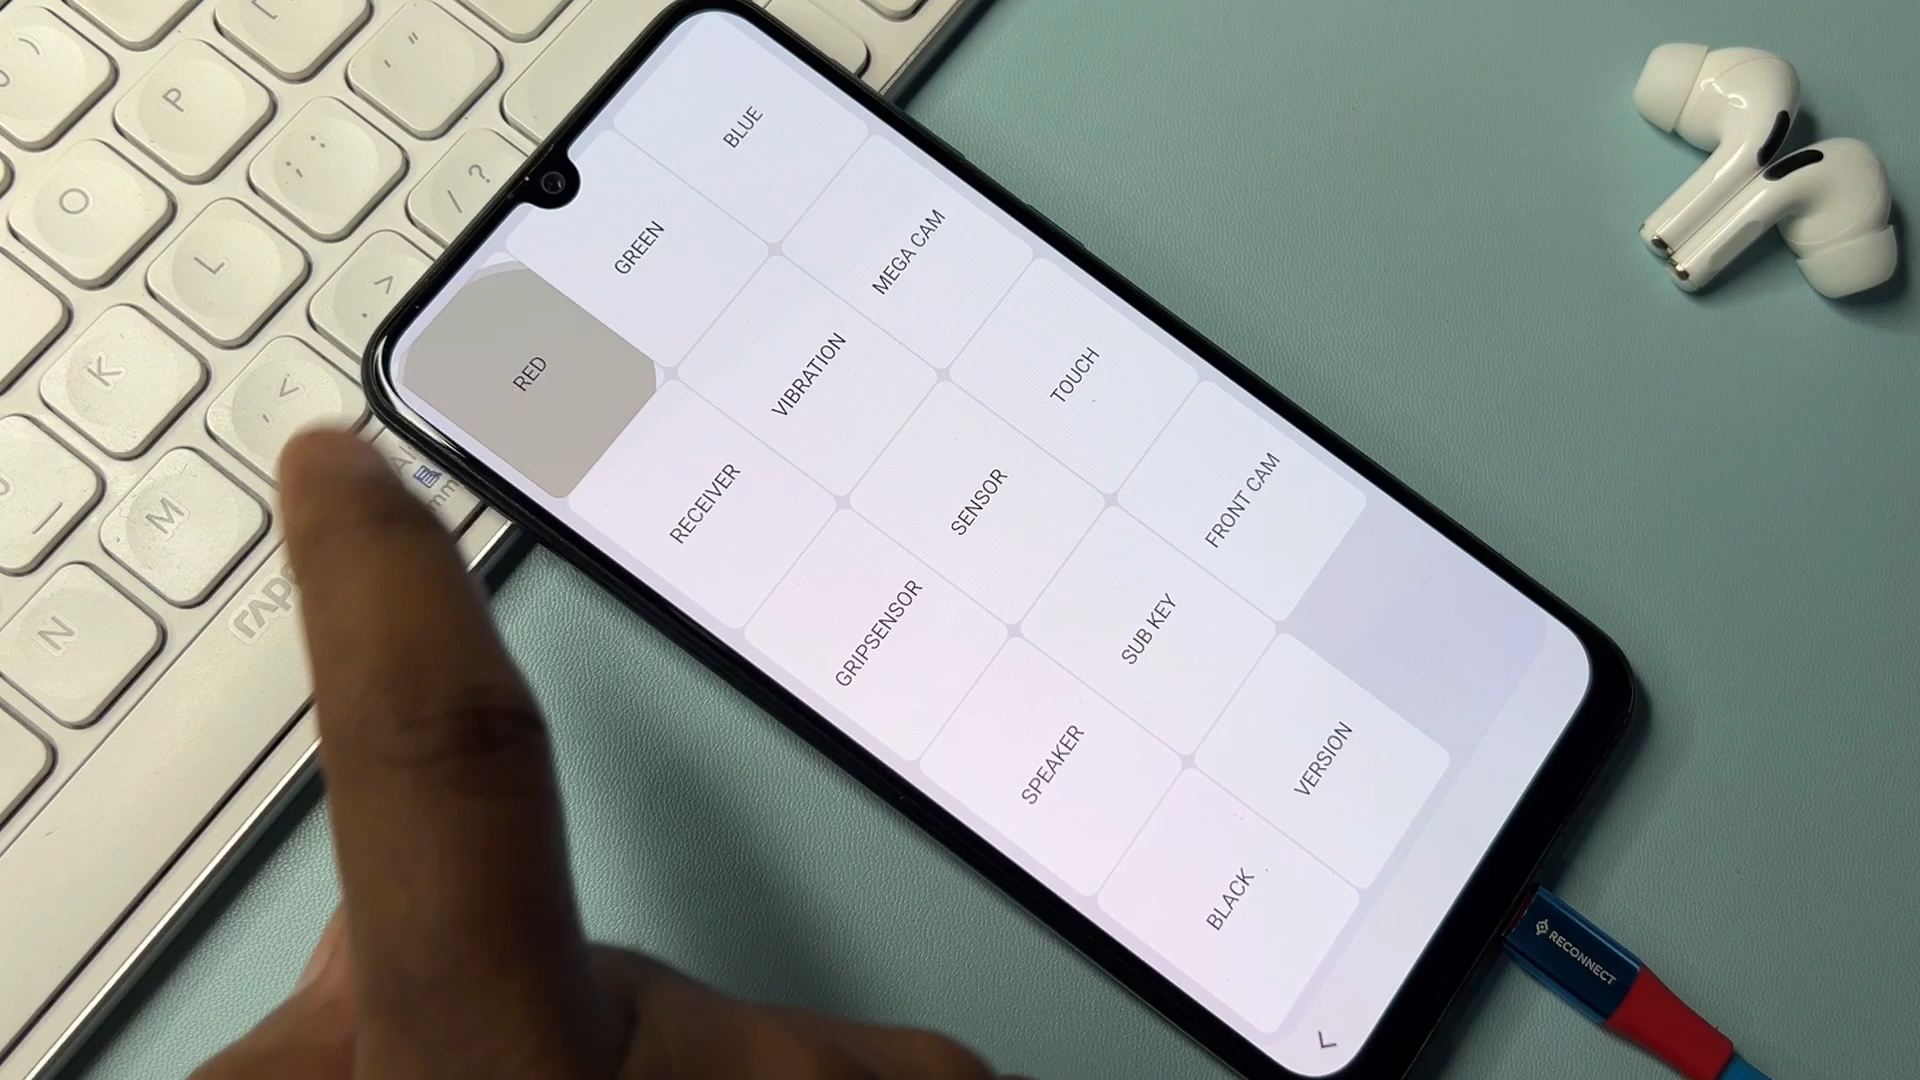 RED
GREEN
BLUE
RECEIVER
VIBRATION
MEGA CAM
GRIPSENSOR
SENSOR
TOUCH
SPEAKER
SUB KEY
FRONT CAM
BLACK
VERSION
RECONNECT
P
O
L
K
M
N
: ;
" '
? /
> .
< ,